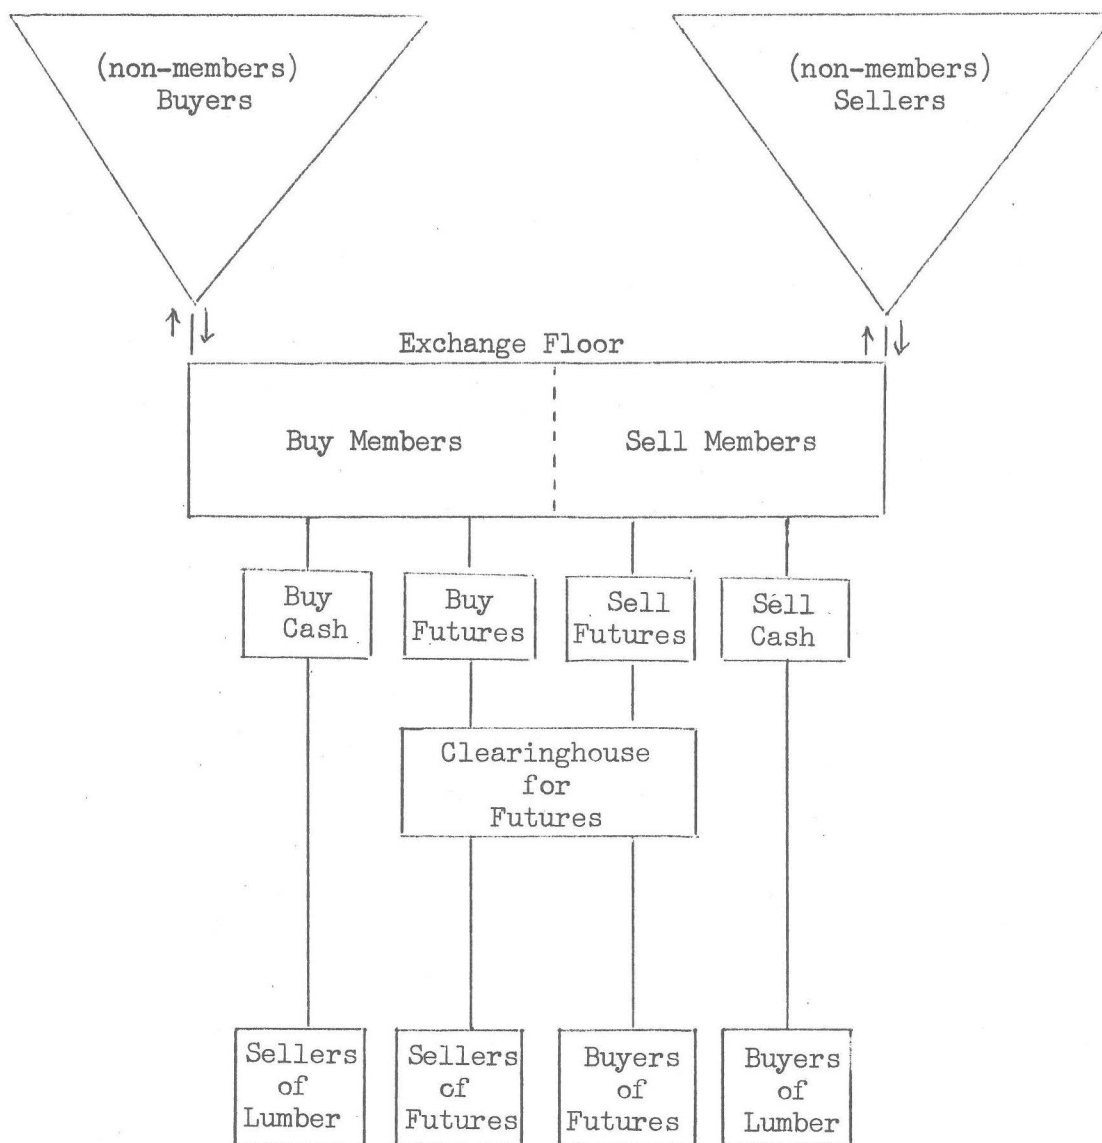 (non-members)
Buyers
(non-members)
Sellers
Exchange Floor
Buy Members
Sell Members
Buy
Cash
Buy
Futures
Sell
Futures
Sell
Cash
Clearinghouse
for
Futures
Sellers
of
Lumber
Sellers
of
Futures
Buyers
of
Futures
Buyers
of
Lumber